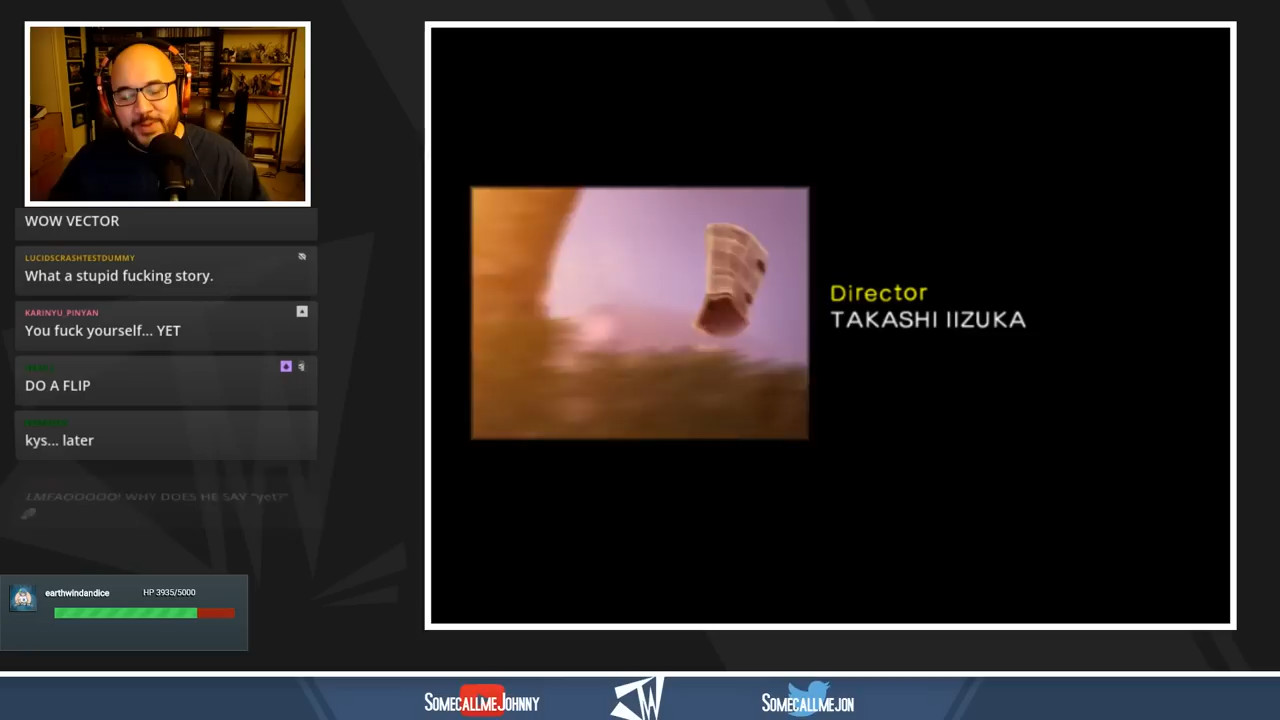 WOW VECTOR
LUCIDSCRASHTESTDUMMY
What a stupid fucking story.
KARINYU_PINYAN
You fuck yourself... YET
DO A FLIP
kys... later
LMFAOOOOO! WHY DOES HE SAY "yet?"
earthwindandice
HP 3935/5000
Director
TAKASHI IIZUKA
SOMECALLMEJOHNNY
SOMECALLMEJON